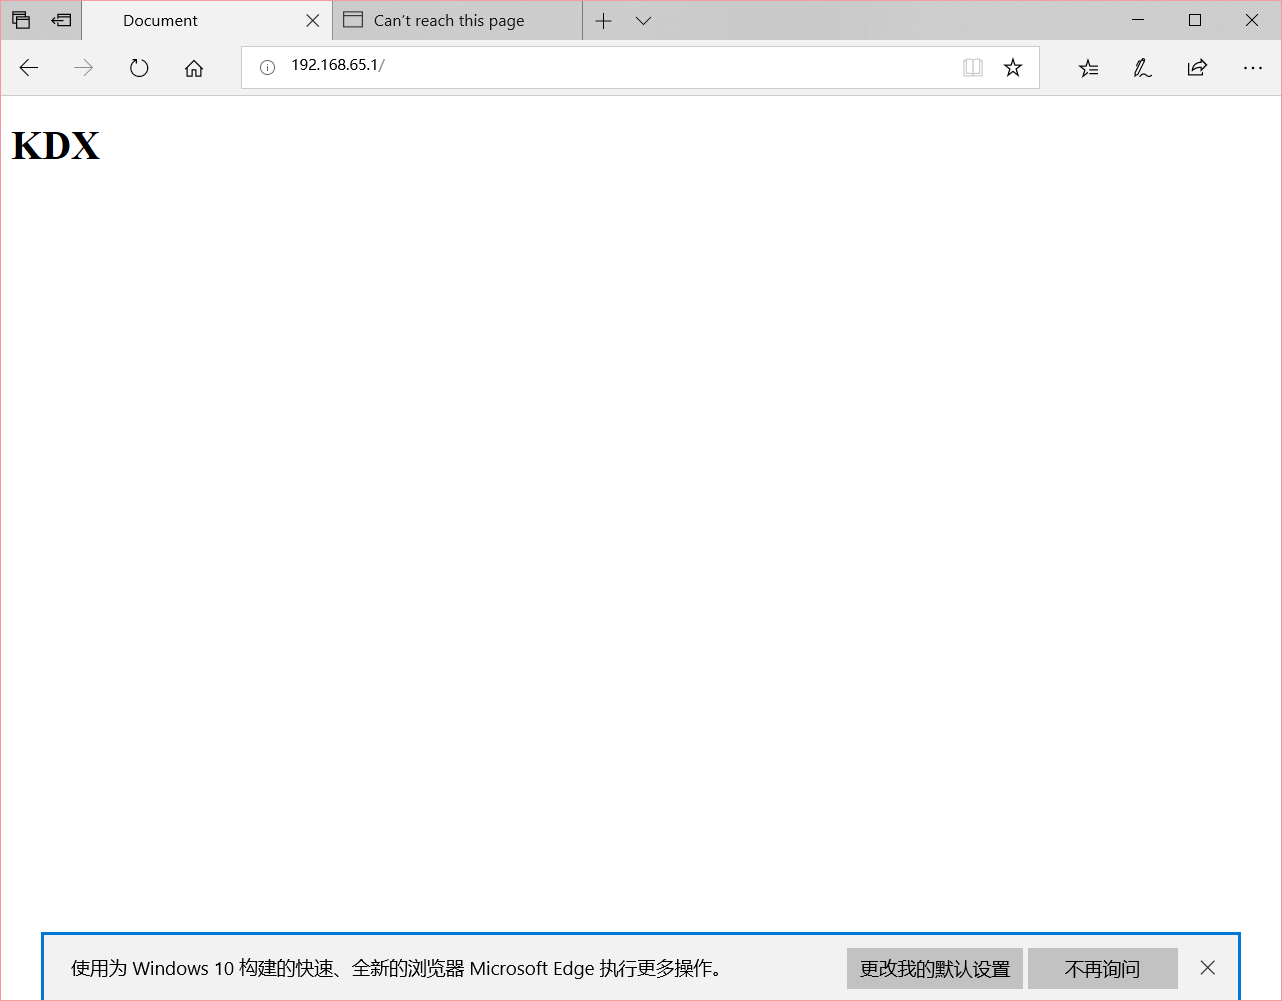 Document
Can't reach this page
192.168.65.1/
KDX
使用为 Windows 10 构建的快速、全新的浏览器 Microsoft Edge 执行更多操作。
更改我的默认设置
不再询问